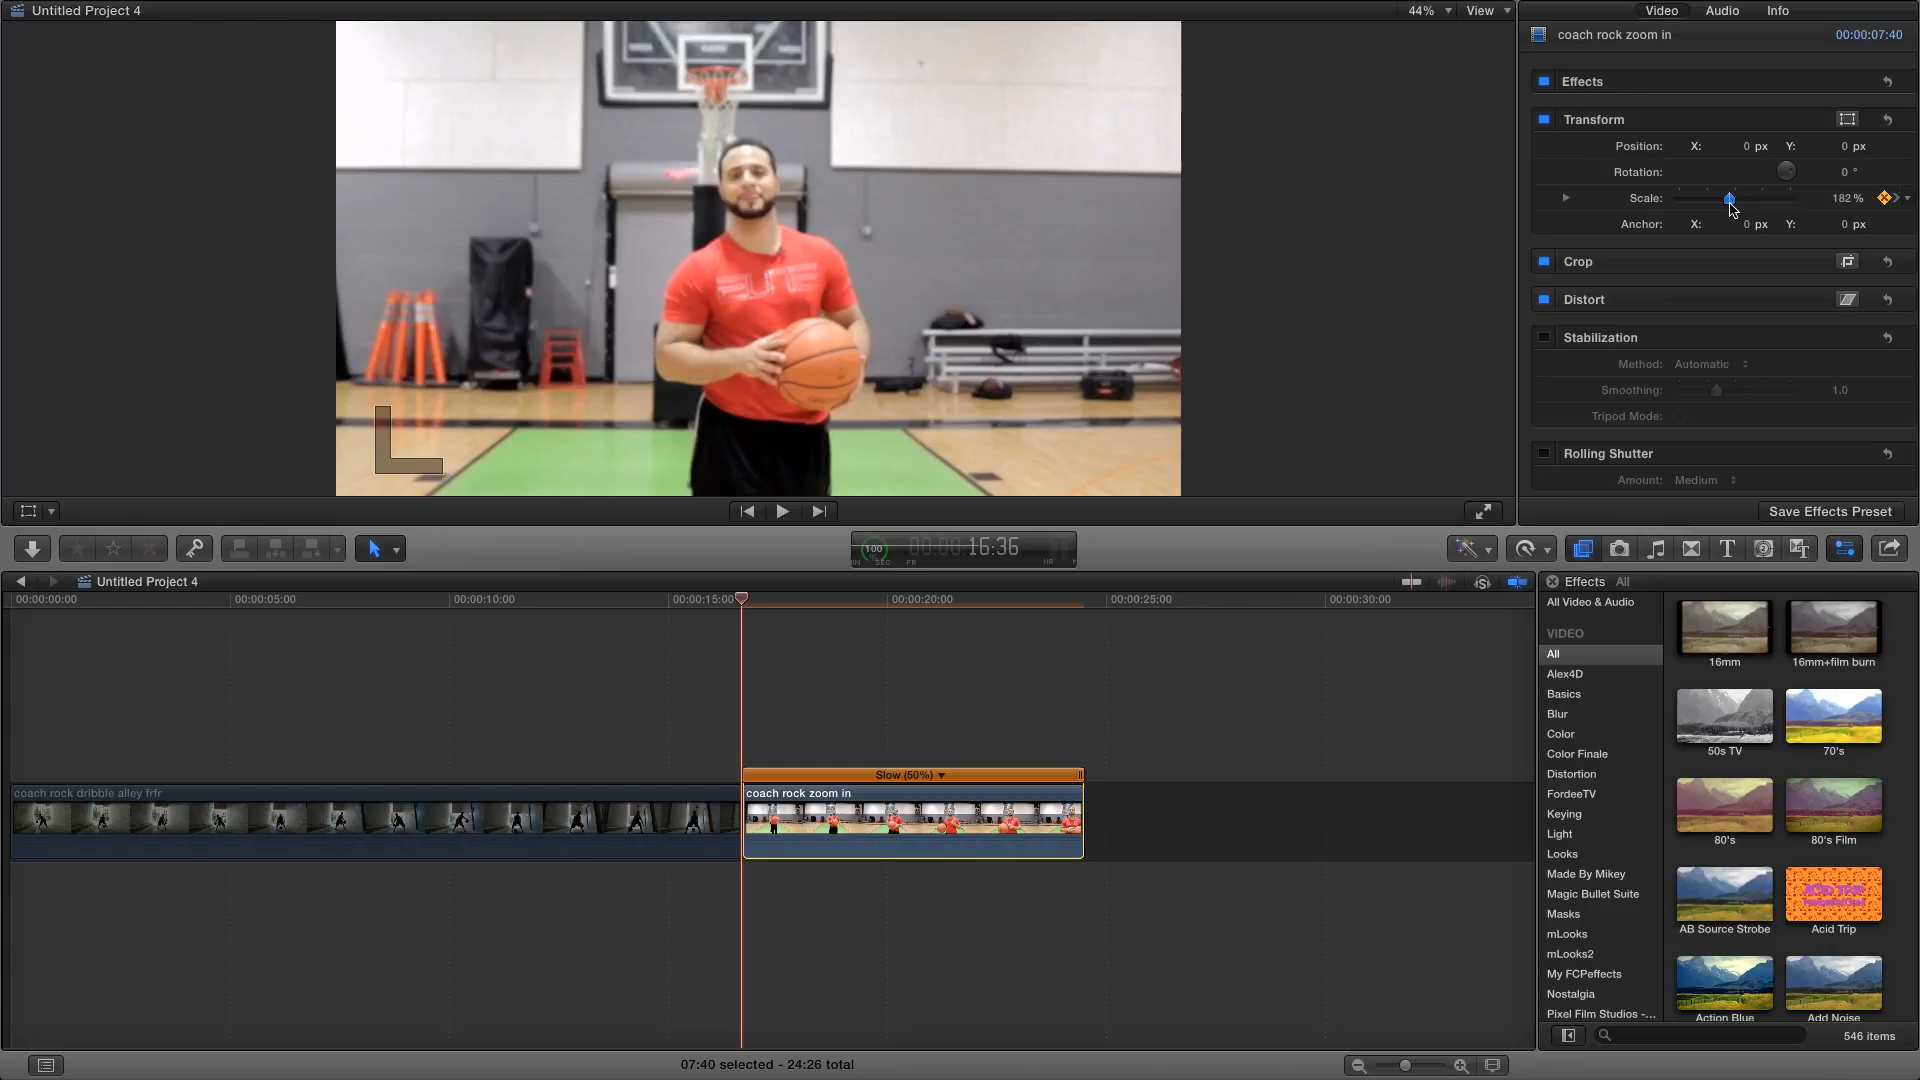 Untitled Project 4
44%
View
Video
Audio
Info
coach rock zoom in
00:00:07:40
Effects
Transform
Position: X: 0 px Y: 0 px
Rotation: 0 °
Scale: 182 %
Anchor: X: 0 px Y: 0 px
Crop
Distort
Stabilization
Method: Automatic
Smoothing: 1.0
Tripod Mode:
Rolling Shutter
Amount: Medium
Save Effects Preset
ELITE
100
%
00:00:16:36
SEC
FR
HR
Untitled Project 4
00:00:00:00
00:00:05:00
00:00:10:00
00:00:15:00
00:00:20:00
00:00:25:00
00:00:30:00
Slow (50%)
coach rock dribble alley frfr
coach rock zoom in
Effects All
All Video & Audio
VIDEO
All
Alex4D
Basics
Blur
Color
Color Finale
Distortion
FordeeTV
Keying
Light
Looks
Made By Mikey
Magic Bullet Suite
Masks
mLooks
mLooks2
My FCPeffects
Nostalgia
Pixel Film Studios -...
16mm
16mm+film burn
50s TV
70's
80's
80's Film
AB Source Strobe
ACID TRIP
Acid Trip
Action Blue
Add Noise
546 items
07:40 selected - 24:26 total